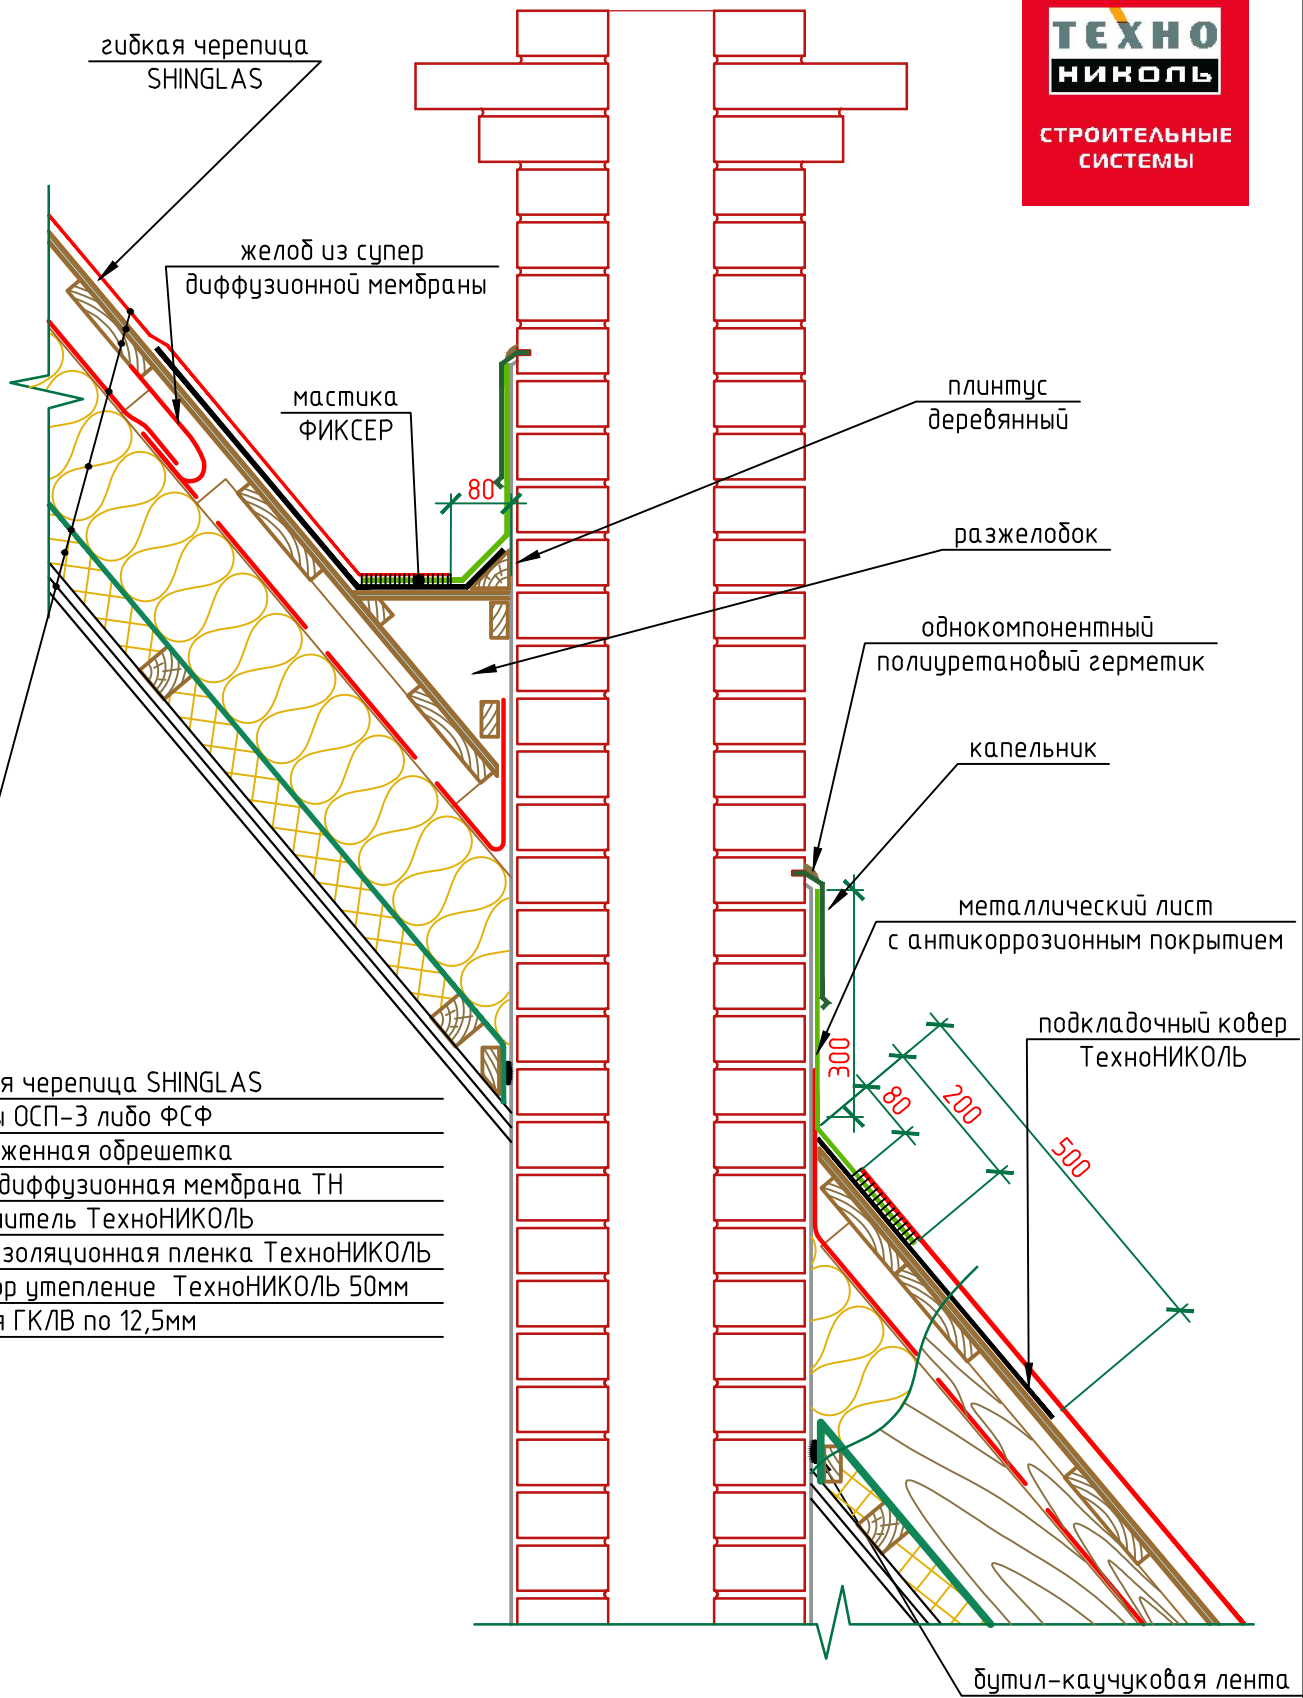 ТЕХНО
НИКОЛЬ
СТРОИТЕЛЬНЫЕ
СИСТЕМЫ
гибкая черепица
SHINGLAS
желоб из супер
диффузионной мембраны
мастика
ФИКСЕР
80
плинтус
деревянный
разжелобок
однокомпонентный
полиуретановый герметик
капельник
металлический лист
с антикоррозионным покрытием
подкладочный ковер
ТехноНИКОЛЬ
300
80
200
500
я черепица SHINGLAS
ы ОСП-3 либо ФСФ
женная обрешетка
диффузионная мембрана ТН
литель ТехноНИКОЛЬ
золяционная пленка ТехноНИКОЛЬ
ор утепление ТехноНИКОЛЬ 50мм
я ГКЛВ по 12,5мм
бутил-каучуковая лента